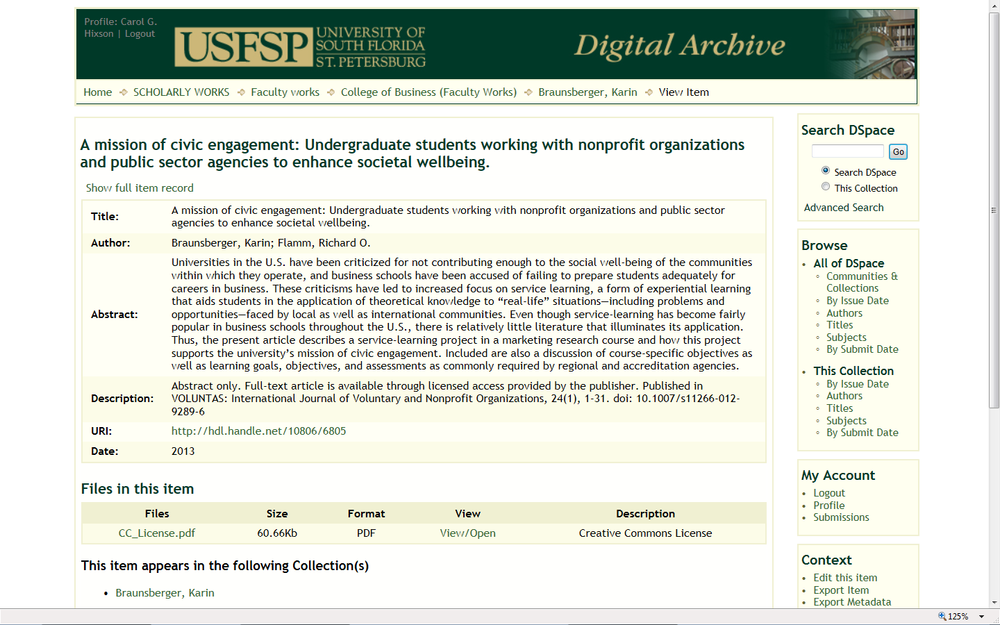 Profile: Carol G.
Hixson | Logout
USFSP
UNIVERSITY OF
SOUTH FLORIDA
ST. PETERSBURG
Digital Archive
Home SCHOLARLY WORKS Faculty works College of Business (Faculty Works) Braunsberger, Karin View Item
A mission of civic engagement: Undergraduate students working with nonprofit organizations
and public sector agencies to enhance societal wellbeing.
Show full item record
Title: A mission of civic engagement: Undergraduate students working with nonprofit organizations and public sector
agencies to enhance societal wellbeing.
Author: Braunsberger, Karin; Flamm, Richard O.
Abstract: Universities in the U.S. have been criticized for not contributing enough to the social well-being of the communities
within which they operate, and business schools have been accused of failing to prepare students adequately for
careers in business. These criticisms have led to increased focus on service learning, a form of experiential learning
that aids students in the application of theoretical knowledge to “real-life” situations—including problems and
opportunities—faced by local as well as international communities. Even though service-learning has become fairly
popular in business schools throughout the U.S., there is relatively little literature that illuminates its application.
Thus, the present article describes a service-learning project in a marketing research course and how this project
supports the university’s mission of civic engagement. Included are also a discussion of course-specific objectives as
well as learning goals, objectives, and assessments as commonly required by regional and accreditation agencies.
Description: Abstract only. Full-text article is available through licensed access provided by the publisher. Published in
VOLUNTAS: International Journal of Voluntary and Nonprofit Organizations, 24(1), 1-31. doi: 10.1007/s11266-012-
9289-6
URI: http://hdl.handle.net/10806/6805
Date: 2013
Files in this item
Files Size Format View Description
CC_License.pdf 60.66Kb PDF View/Open Creative Commons License
This item appears in the following Collection(s)
Braunsberger, Karin
Search DSpace
Go
Search DSpace
This Collection
Advanced Search
Browse
All of DSpace
Communities &
Collections
By Issue Date
Authors
Titles
Subjects
By Submit Date
This Collection
By Issue Date
Authors
Titles
Subjects
By Submit Date
My Account
Logout
Profile
Submissions
Context
Edit this item
Export Item
Export Metadata
125%